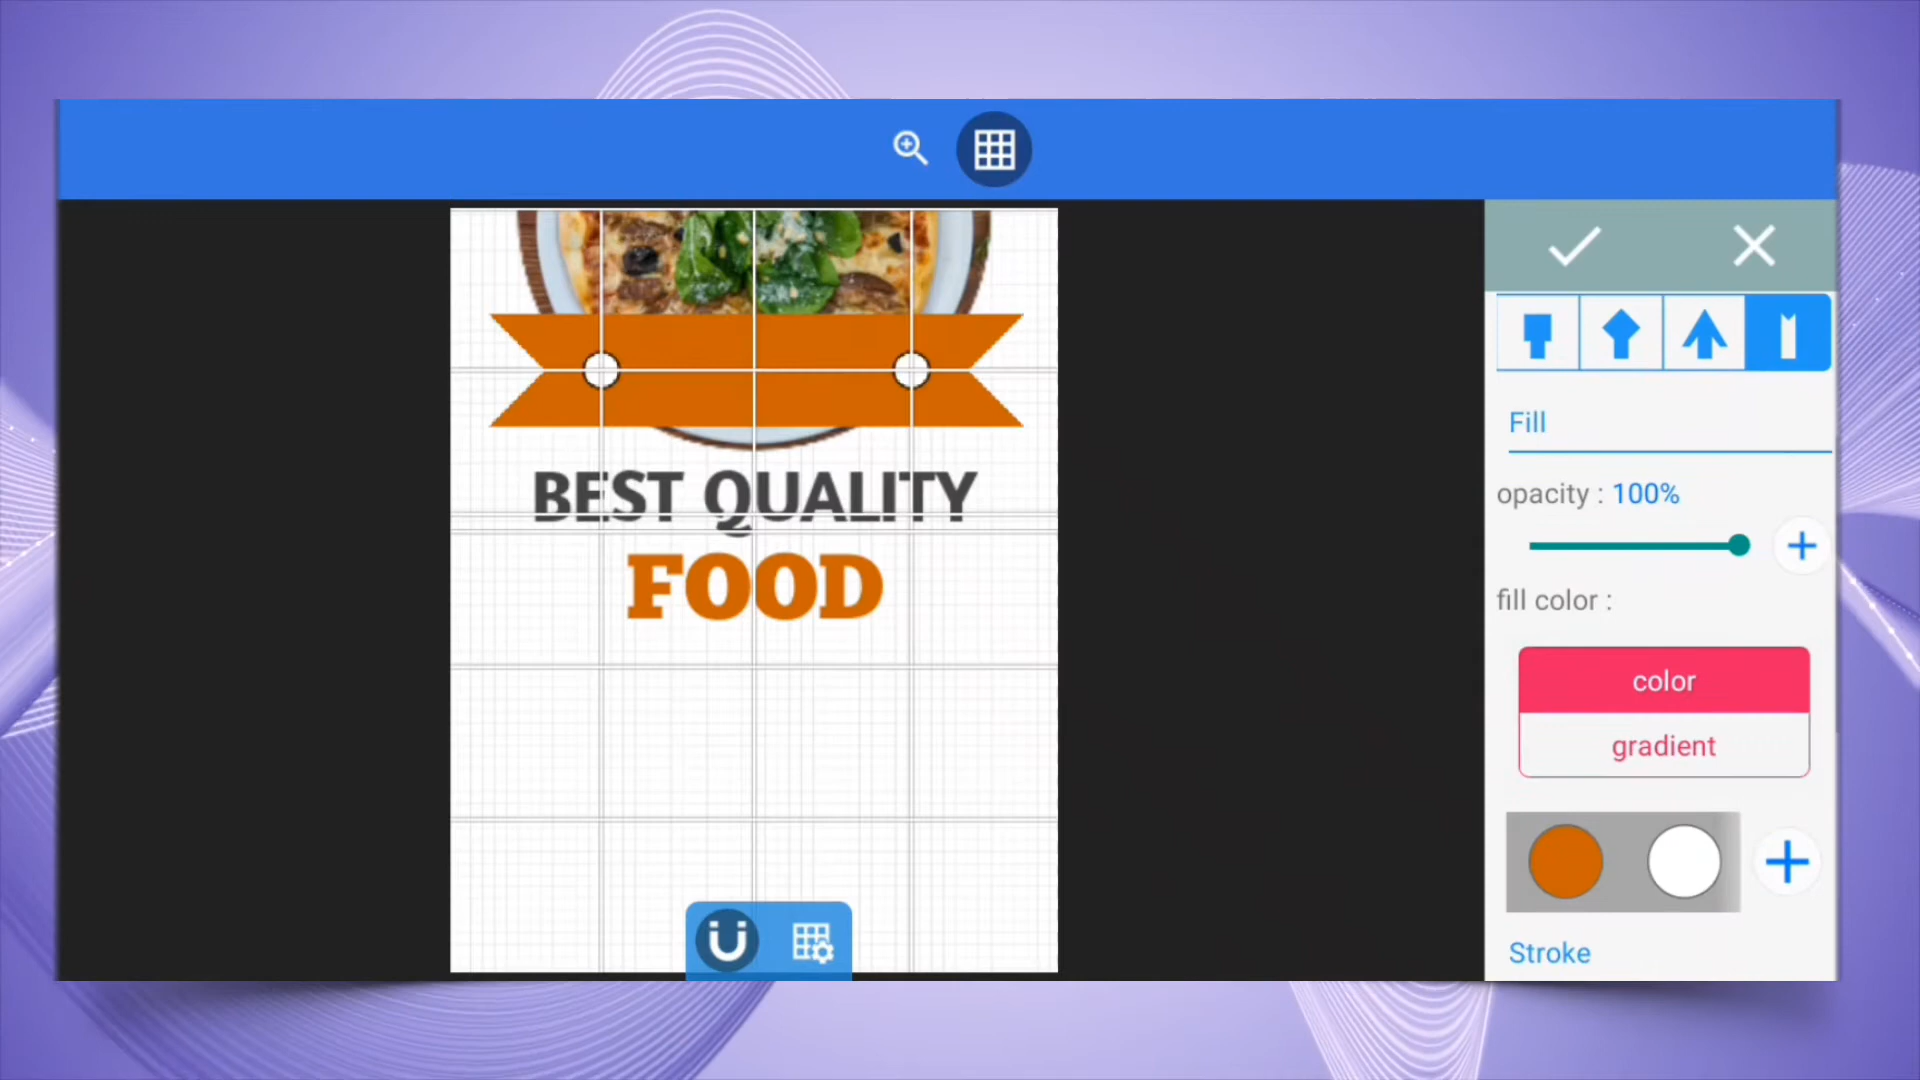 BEST QUALITY
FOOD
Fill
opacity : 100%
fill color :
color
gradient
Stroke